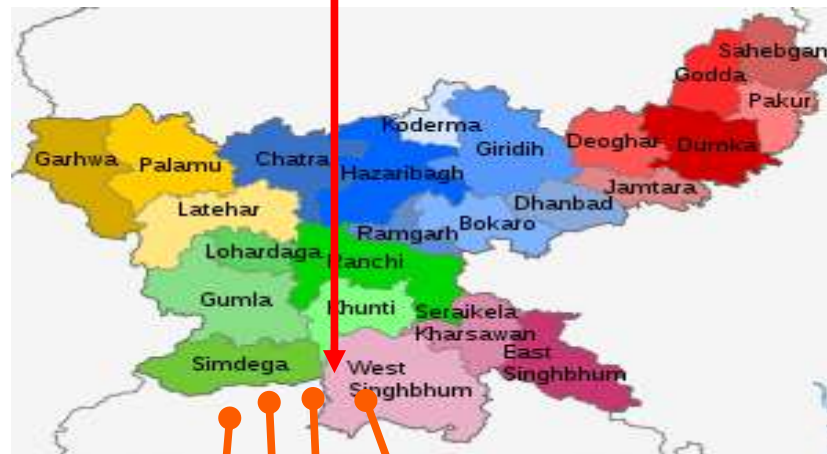 Sahebgan
Godda
Pakur
Koderma
Giridih
Deoghar
Dumka
Garhwa
Palamu
Chatra
Hazaribagh
Jamtara
Latehar
Dhanbad
Bokaro
Ramgarh
Lohardaga
Ranchi
Gumla
Khunti
Seraikela
Kharsawan
Simdega
West
Singhbhum
East
Singhbhum